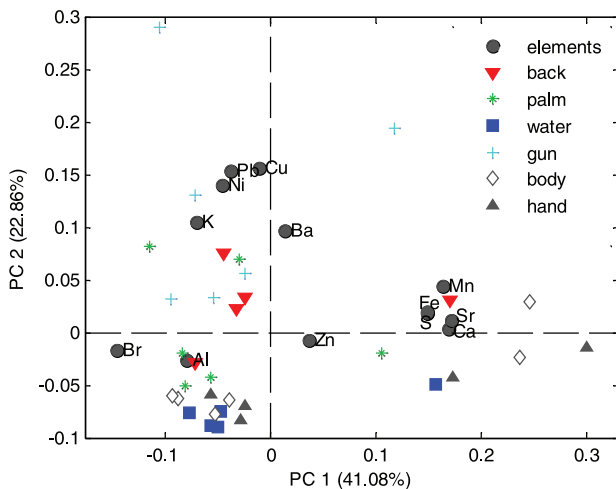 0.3
0.25
0.2
0.15
0.1
0.05
0
-0.05
-0.1
PC 2 (22.86%)
elements
back
palm
water
gun
body
hand
Pb
Cu
Ni
K
Ba
Mn
Fe
Sr
S
Ca
Zn
Br
Al
-0.1
0
0.1
0.2
0.3
PC 1 (41.08%)